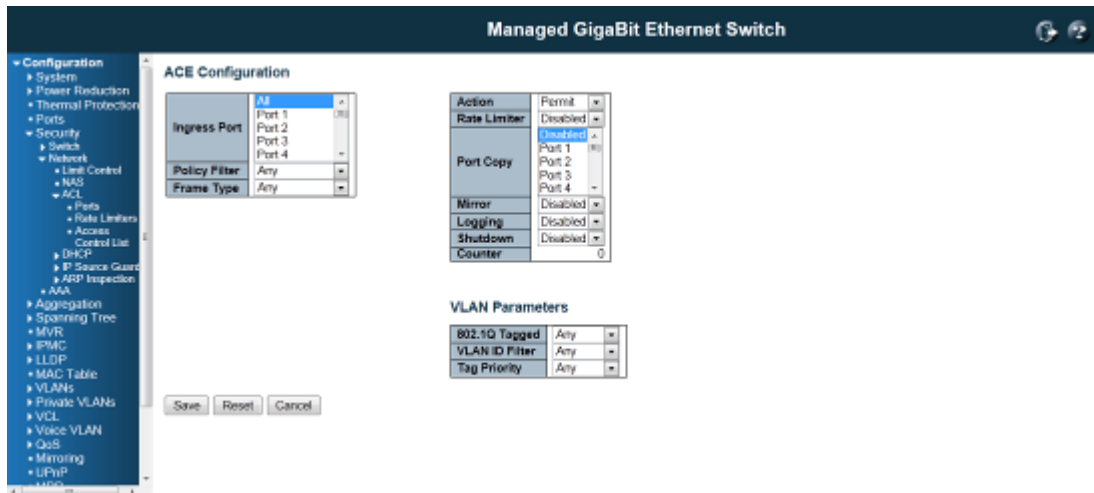 Managed GigaBit Ethernet Switch
Configuration
System
Power Reduction
Thermal Protection
Ports
Security
Switch
Network
Limit Control
NAS
ACL
Ports
Rate Limiters
Access
Control List
DHCP
IP Source Guard
ARP Inspection
AAA
Aggregation
Spanning Tree
MVR
IPMC
LLDP
MAC Table
VLANs
Private VLANs
VCL
Voice VLAN
QoS
Mirroring
UPnP
ACE Configuration
Ingress Port
All
Port 1
Port 2
Port 3
Port 4
Policy Filter Any
Frame Type Any
Action Permit
Rate Limiter Disabled
Port Copy
Disabled
Port 1
Port 2
Port 3
Port 4
Mirror Disabled
Logging Disabled
Shutdown Disabled
Counter 0
VLAN Parameters
802.1Q Tagged Any
VLAN ID Filter Any
Tag Priority Any
Save Reset Cancel